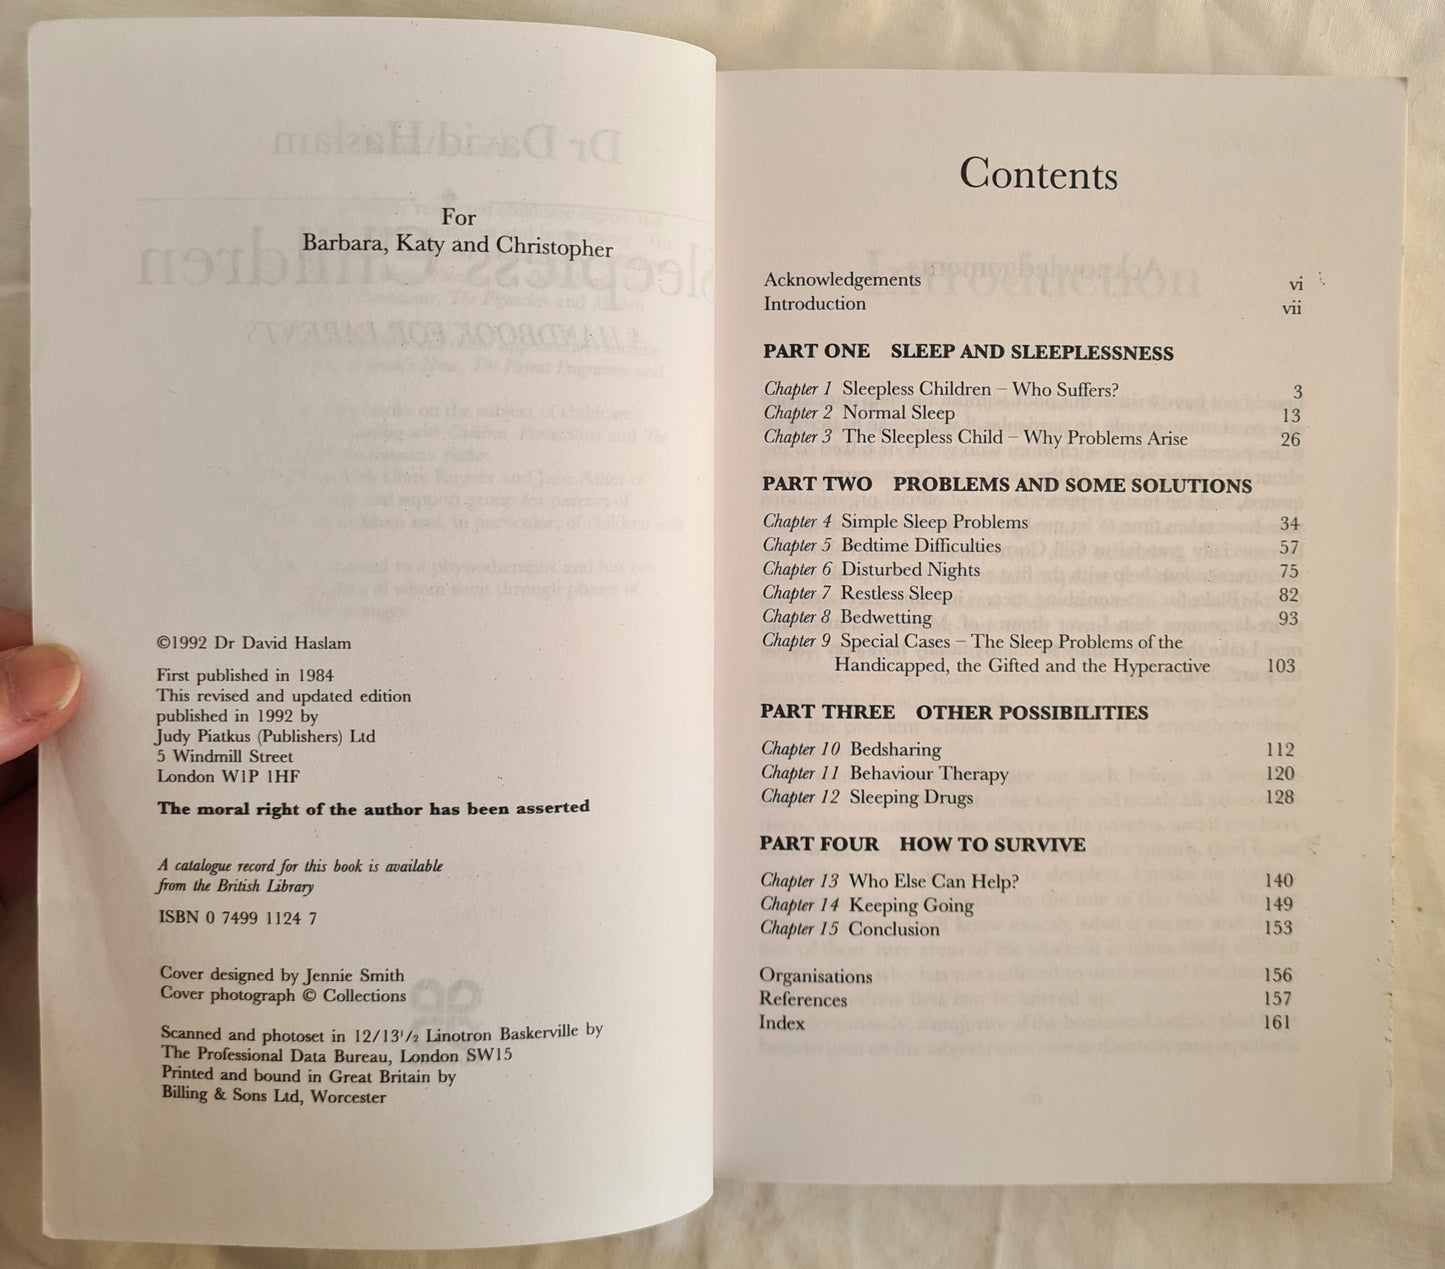 For
Barbara, Katy and Christopher
©1992 Dr David Haslam
First published in 1984
This revised and updated edition
published in 1992 by
Judy Piatkus (Publishers) Ltd
5 Windmill Street
London W1P 1HF
The moral right of the author has been asserted
A catalogue record for this book is available
from the British Library
ISBN 0 7499 1124 7
Cover designed by Jennie Smith
Cover photograph © Collections
Scanned and photoset in 12/13½ Linotron Baskerville by
The Professional Data Bureau, London SW15
Printed and bound in Great Britain by
Billing & Sons Ltd, Worcester
Contents
Acknowledgements vi
Introduction vii
PART ONE SLEEP AND SLEEPLESSNESS
Chapter 1 Sleepless Children – Who Suffers? 3
Chapter 2 Normal Sleep 13
Chapter 3 The Sleepless Child – Why Problems Arise 26
PART TWO PROBLEMS AND SOME SOLUTIONS
Chapter 4 Simple Sleep Problems 34
Chapter 5 Bedtime Difficulties 57
Chapter 6 Disturbed Nights 75
Chapter 7 Restless Sleep 82
Chapter 8 Bedwetting 93
Chapter 9 Special Cases – The Sleep Problems of the
Handicapped, the Gifted and the Hyperactive 103
PART THREE OTHER POSSIBILITIES
Chapter 10 Bedsharing 112
Chapter 11 Behaviour Therapy 120
Chapter 12 Sleeping Drugs 128
PART FOUR HOW TO SURVIVE
Chapter 13 Who Else Can Help? 140
Chapter 14 Keeping Going 149
Chapter 15 Conclusion 153
Organisations 156
References 157
Index 161